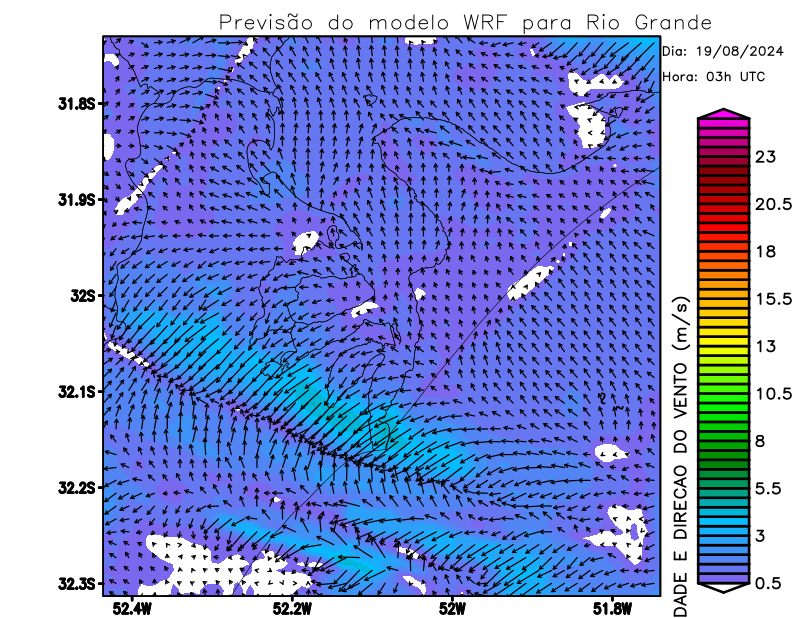 Previsão do modelo WRF para Rio Grande
Dia: 19/08/2024
Hora: 03h UTC
31.8S
31.9S
32S
32.1S
32.2S
32.3S
52.4W
52.2W
52W
51.8W
23
20.5
18
15.5
13
10.5
8
5.5
3
0.5
DADE E DIRECAO DO VENTO (m/s)